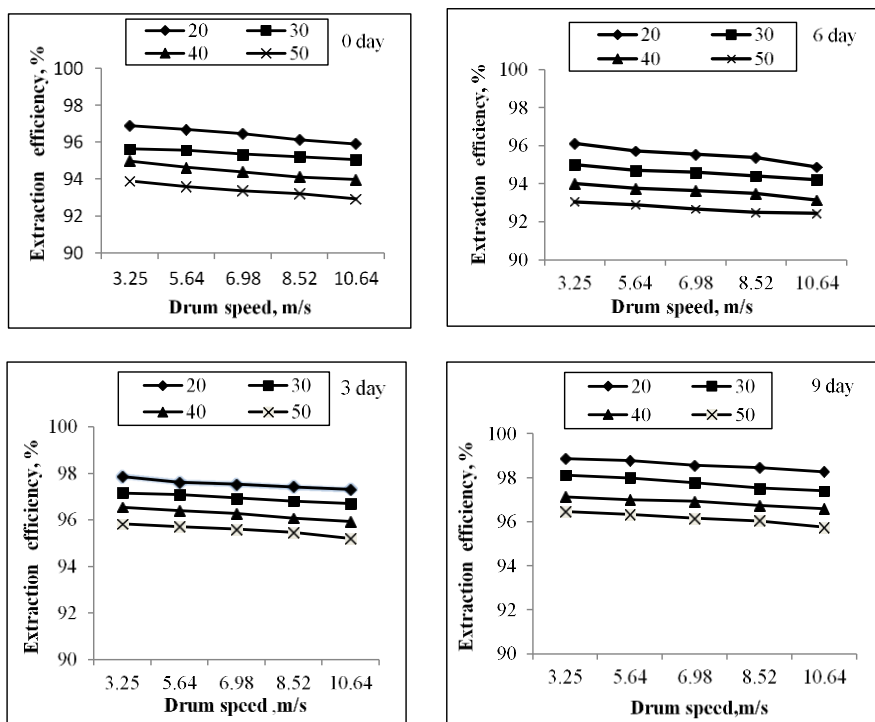 20 30
40 50
0 day
Extraction efficiency, %
100
98
96
94
92
90
3.25 5.64 6.98 8.52 10.64
Drum speed, m/s
20 30
40 50
6 day
Extraction efficiency, %
100
98
96
94
92
90
3.25 5.64 6.98 8.52 10.64
Drum speed, m/s
20 30
40 50
3 day
Extraction efficiency, %
100
98
96
94
92
90
3.25 5.64 6.98 8.52 10.64
Drum speed ,m/s
20 30
40 50
9 day
Extraction efficiency, %
100
98
96
94
92
90
3.25 5.64 6.98 8.52 10.64
Drum speed,m/s